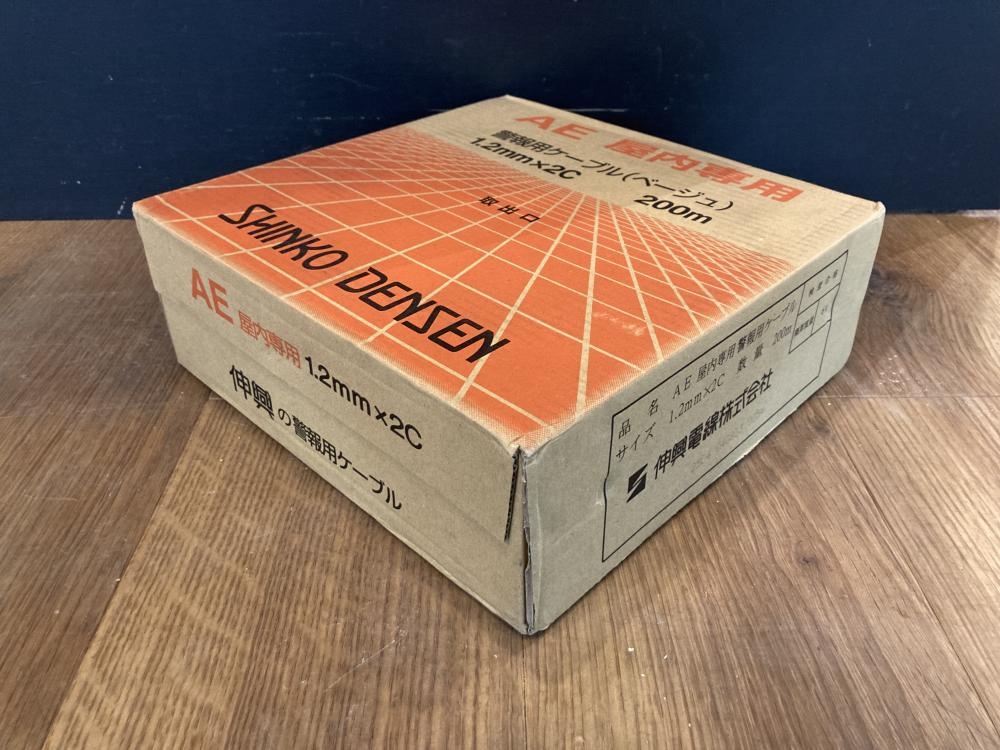 AE 屋内専用
警報用ケーブル(ベージュ)
1.2mm×2C 200m
取出口
SHINKO DENSEN
AE 屋内専用 1.2mm×2C
伸興の警報用ケーブル
品 名 AE 屋内専用 警報用ケーブル
サイズ 1.2mm×2C 数量 200m
伸興電線株式会社